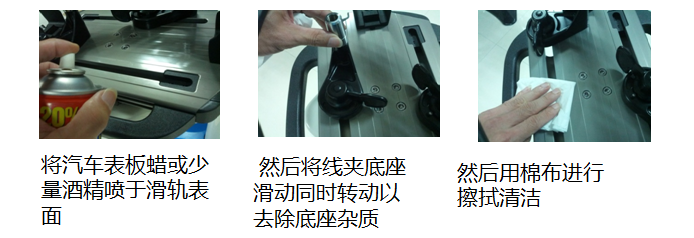 20%
将汽车表板蜡或少
量酒精喷于滑轨表
面
然后将线夹底座
滑动同时转动以
去除底座杂质
然后用棉布进行
擦拭清洁